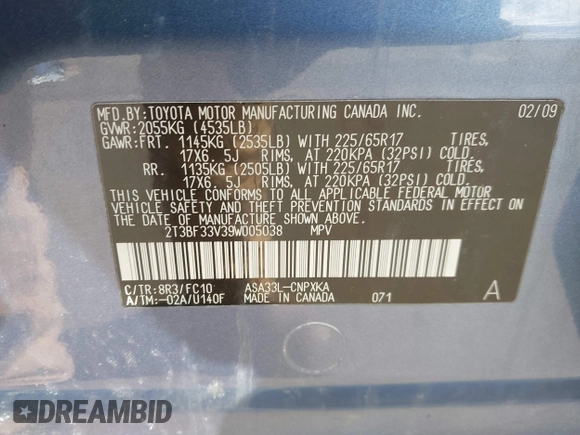 MFD.BY:TOYOTA MOTOR MANUFACTURING CANADA INC. 02/09
GVWR:2055KG (4535LB)
GAWR:FRT. 1145KG (2535LB) WITH 225/65R17 TIRES,
17X6. 5J RIMS, AT 220KPA (32PSI) COLD.
RR. 1135KG (2505LB) WITH 225/65R17 TIRES,
17X6. 5J RIMS, AT 220KPA (32PSI) COLD.
THIS VEHICLE CONFORMS TO ALL APPLICABLE FEDERAL MOTOR
VEHICLE SAFETY AND THEFT PREVENTION STANDARDS IN EFFECT ON
THE DATE OF MANUFACTURE SHOWN ABOVE.
2T3BF33V39W005038 MPV
C/TR:8R3/FC10 ASA33L-CNPXKA
A/TM:-02A/U140F MADE IN CANADA 071 A
DREAMBID